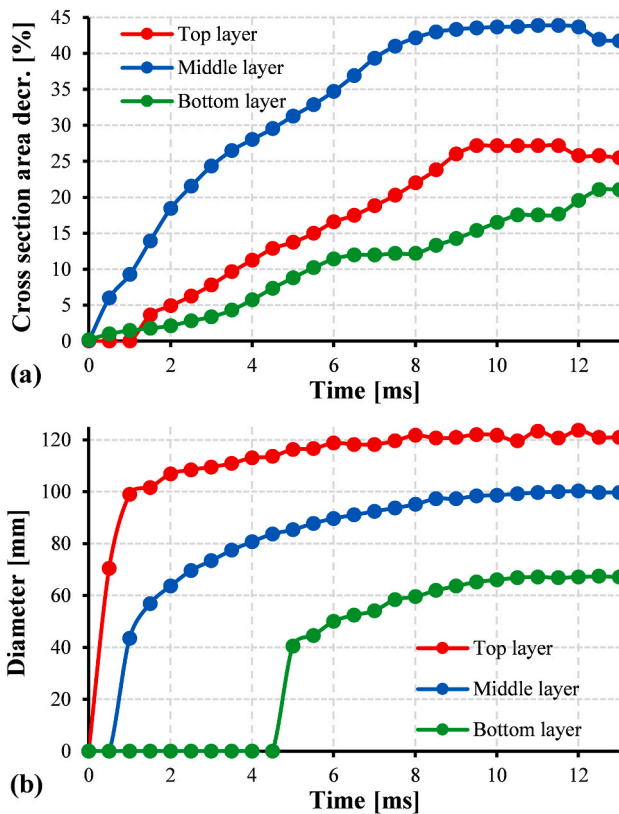 Cross section area decr. [%]
45
40
35
30
25
20
15
10
5
0
Top layer
Middle layer
Bottom layer
0 2 4 6 8 10 12
Time [ms]
(a)
Diameter [mm]
120
100
80
60
40
20
0
Top layer
Middle layer
Bottom layer
0 2 4 6 8 10 12
Time [ms]
(b)